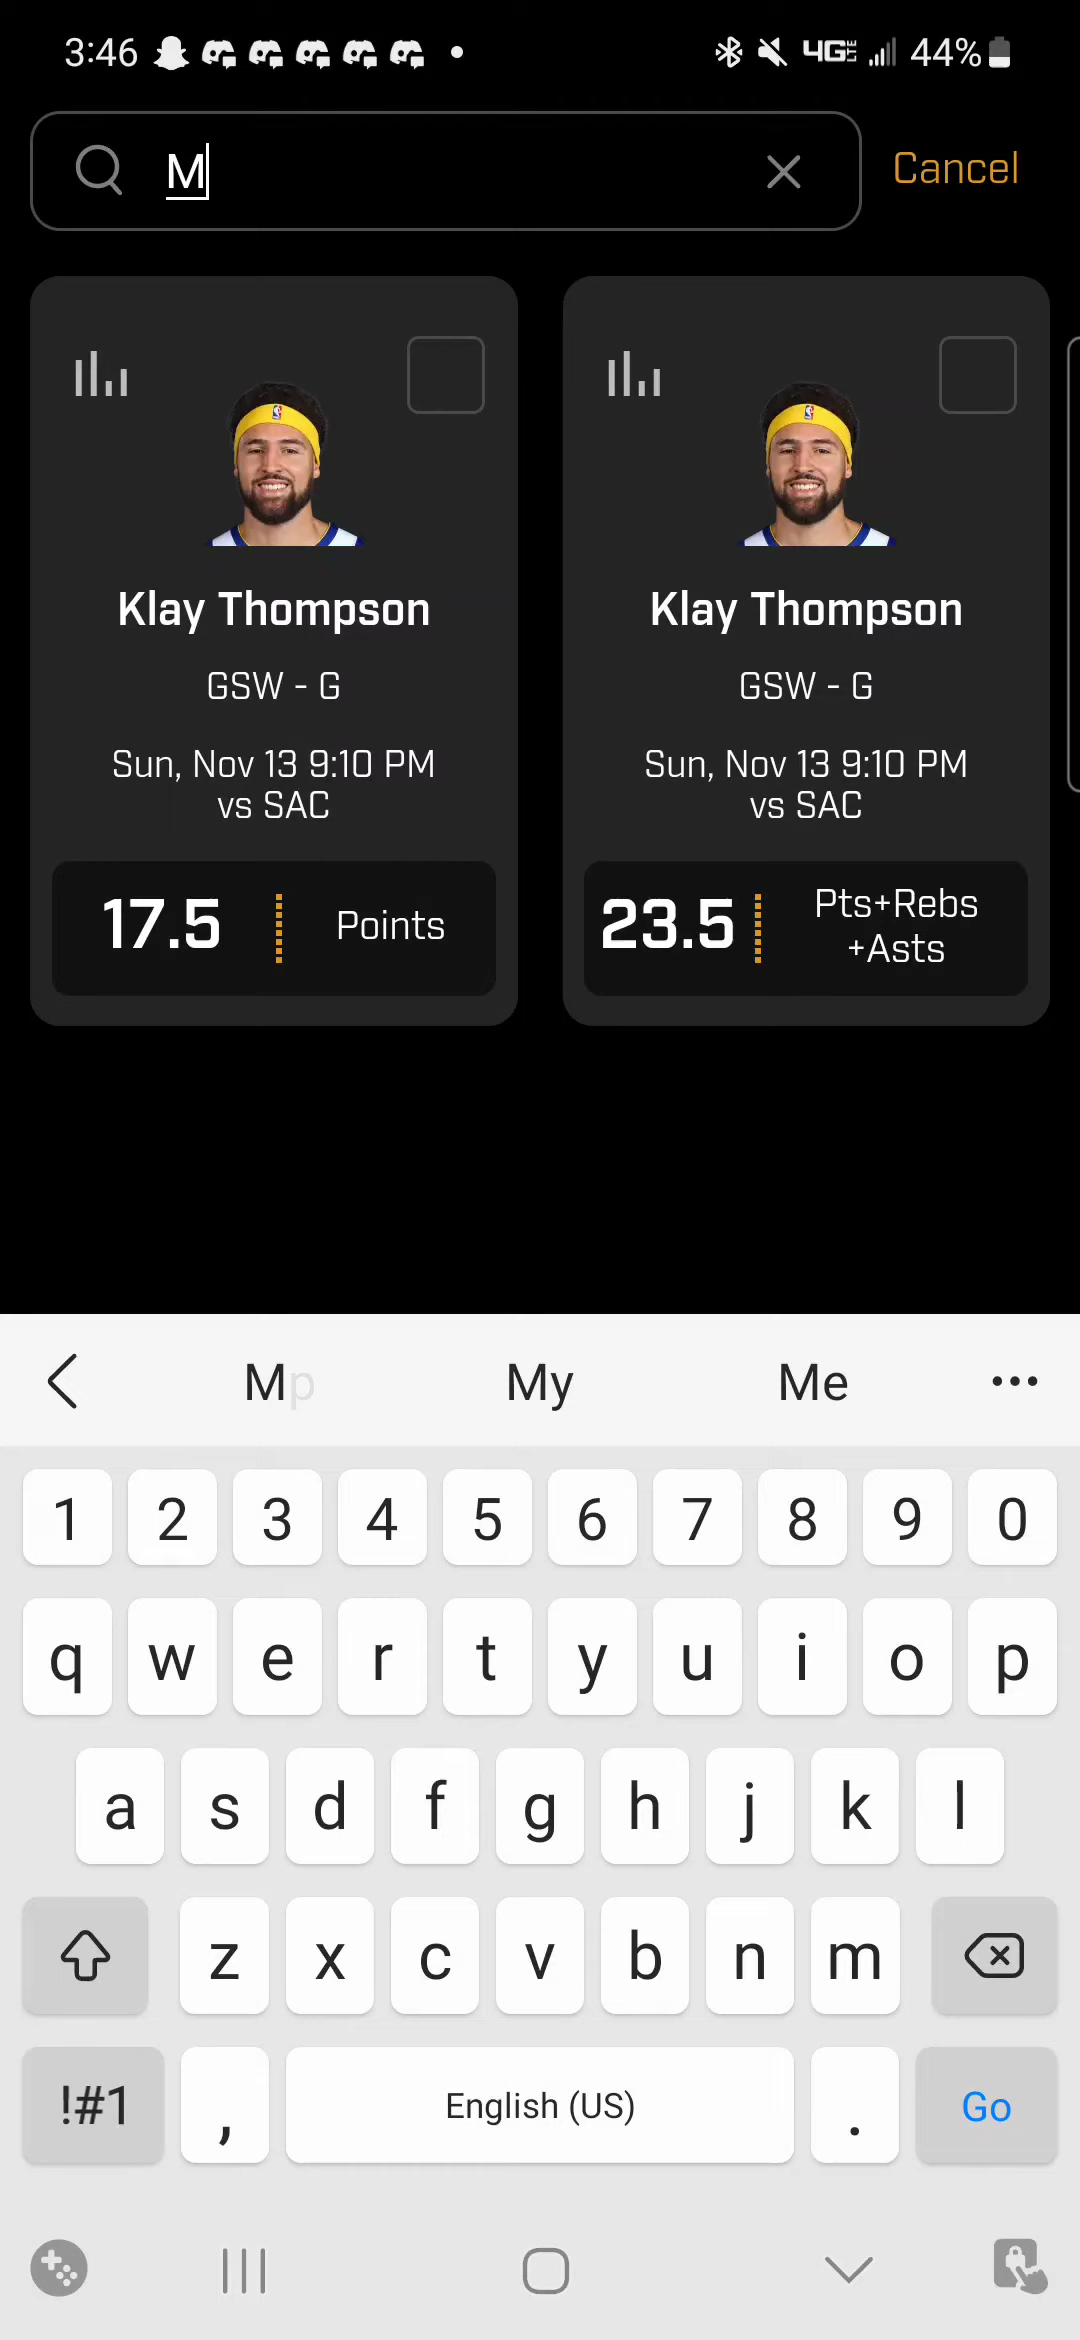 3:46 4G LTE 44%
M Cancel
Klay Thompson
GSW - G
Sun, Nov 13 9:10 PM
vs SAC
17.5 Points
Klay Thompson
GSW - G
Sun, Nov 13 9:10 PM
vs SAC
23.5 Pts+Rebs
+Asts
Mp My Me ...
1 2 3 4 5 6 7 8 9 0
q w e r t y u i o p
a s d f g h j k l
z x c v b n m
!#1 , English (US) . Go